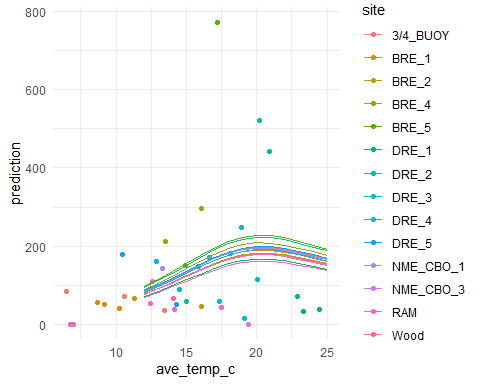 800
600
400
200
0
prediction
10
15
20
25
ave_temp_c
site
3/4_BUOY
BRE_1
BRE_2
BRE_4
BRE_5
DRE_1
DRE_2
DRE_3
DRE_4
DRE_5
NME_CBO_1
NME_CBO_3
RAM
Wood